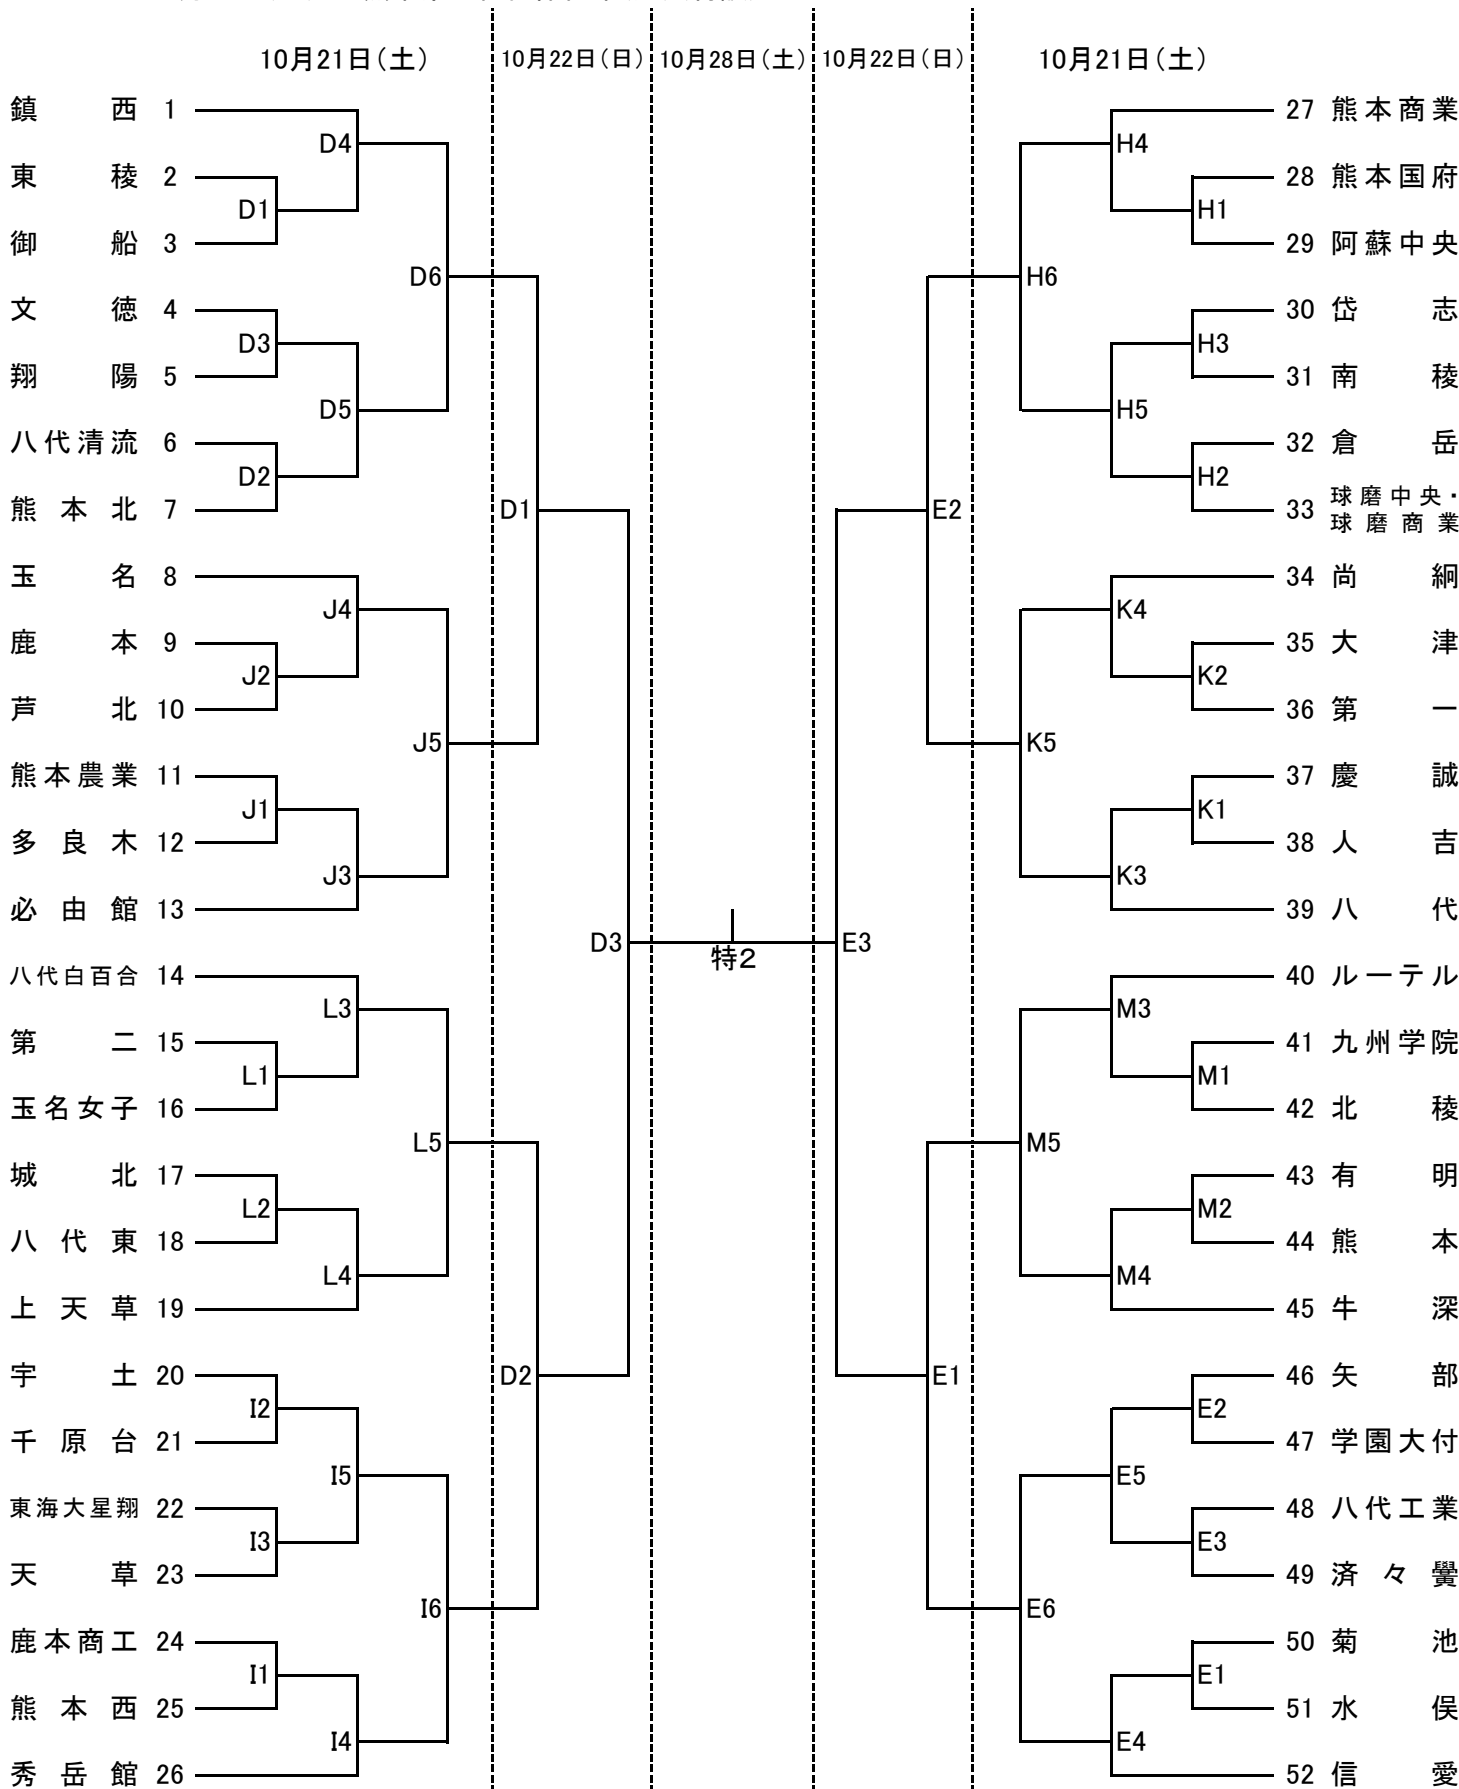 10月21日(土) 10月22日(日) 10月28日(土) 10月22日(日) 10月21日(土)
鎮西 1
D4
東稜 2
D1
御船 3
D6
文徳 4
D3
翔陽 5
D5
八代清流 6
D2
熊本北 7
D1
玉名 8
J4
鹿本 9
J2
芦北 10
J5
熊本農業 11
J1
多良木 12
J3
必由館 13
D3
八代白百合 14
L3
第二 15
L1
玉名女子 16
L5
城北 17
L2
八代東 18
L4
上天草 19
宇土 20
D2
I2
千原台 21
I5
東海大星翔 22
I3
天草 23
I6
鹿本商工 24
I1
熊本西 25
I4
秀岳館 26
特2
27 熊本商業
H4
28 熊本国府
H1
29 阿蘇中央
H6
30 岱志
H3
31 南稜
H5
32 倉岳
H2
33 球磨中央・
球磨商業
E2
34 尚絅
K4
35 大津
K2
36 第一
K5
37 慶誠
K1
38 人吉
K3
39 八代
E3
40 ルーテル
M3
41 九州学院
M1
42 北稜
M5
43 有明
M2
44 熊本
M4
45 牛深
46 矢部
E1
E2
47 学園大付
E5
48 八代工業
E3
49 済々黌
E6
50 菊池
E1
51 水俣
E4
52 信愛